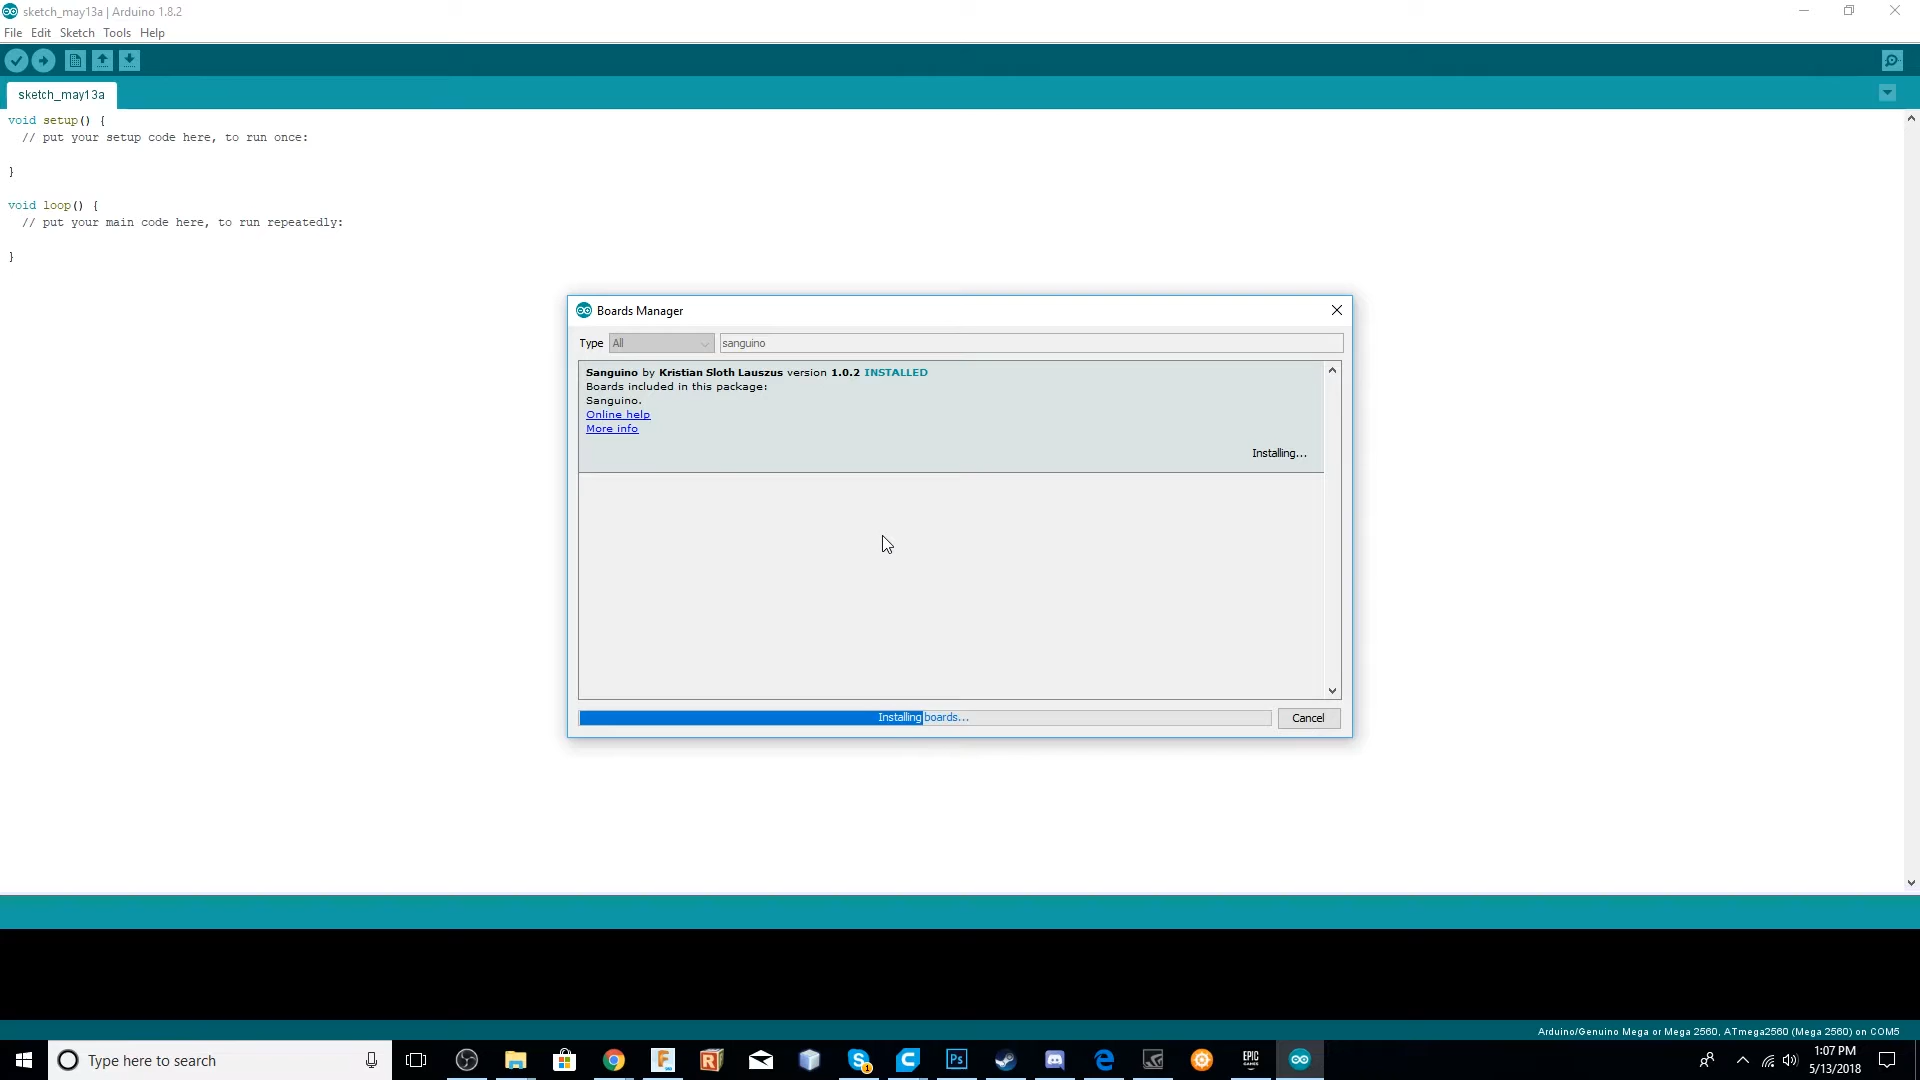 sketch_may13a | Arduino 1.8.2
File Edit Sketch Tools Help
sketch_may13a
void setup() {
// put your setup code here, to run once:
}
void loop() {
// put your main code here, to run repeatedly:
}
Boards Manager
Type All sanguino
Sanguino by Kristian Sloth Lauszus version 1.0.2 INSTALLED
Boards included in this package:
Sanguino.
Online help
More info
Installing...
Installing boards...
Cancel
Arduino/Genuino Mega or Mega 2560, ATmega2560 (Mega 2560) on COM5
Type here to search
Ps
EPIC
GAMES
1:07 PM
5/13/2018